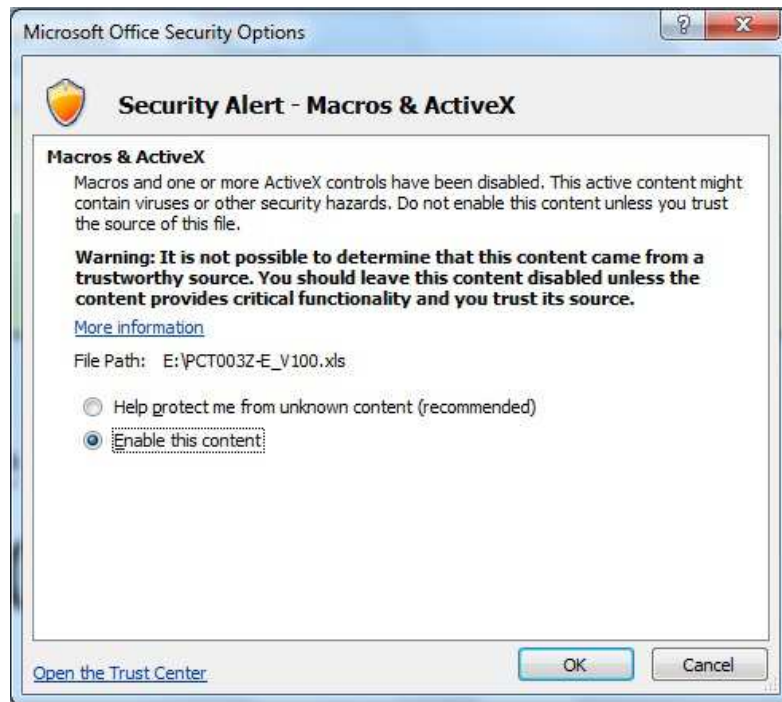 Microsoft Office Security Options
?
Security Alert - Macros & ActiveX
Macros & ActiveX
Macros and one or more ActiveX controls have been disabled. This active content might
contain viruses or other security hazards. Do not enable this content unless you trust
the source of this file.
Warning: It is not possible to determine that this content came from a
trustworthy source. You should leave this content disabled unless the
content provides critical functionality and you trust its source.
More information
File Path: E:\PCT003Z-E_V100.xls
Help protect me from unknown content (recommended)
Enable this content
Open the Trust Center
OK
Cancel